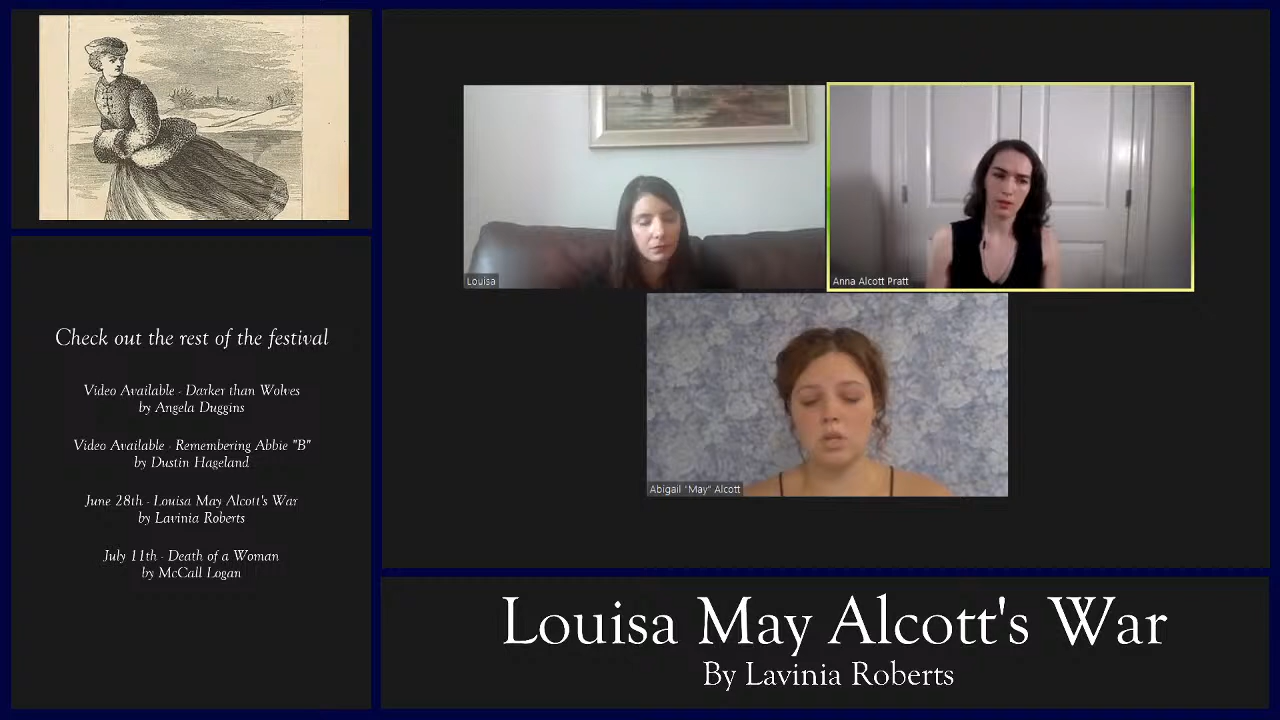 Louisa
Anna Alcott Pratt
Abigail "May" Alcott
Check out the rest of the festival
Video Available - Darker than Wolves
by Angela Duggins
Video Available - Remembering Abbie "B"
by Dustin Hageland
June 28th - Louisa May Alcott's War
by Lavinia Roberts
July 11th - Death of a Woman
by McCall Logan
Louisa May Alcott's War
By Lavinia Roberts